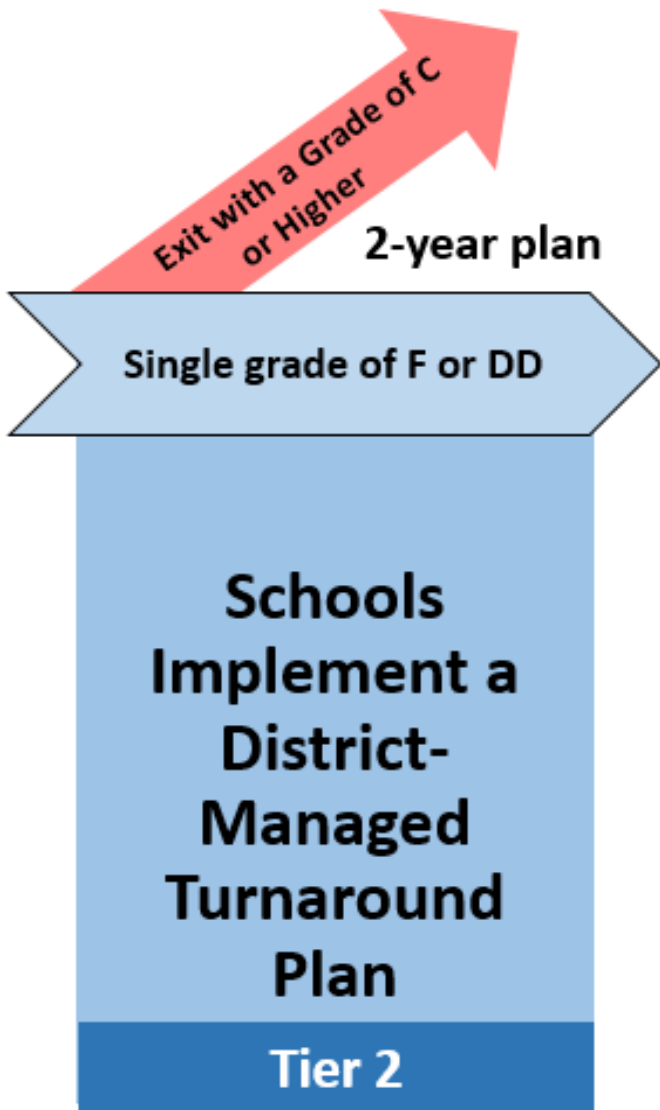 Exit with a Grade of C
or Higher
2-year plan
Single grade of F or DD
Schools
Implement a
District-
Managed
Turnaround
Plan
Tier 2